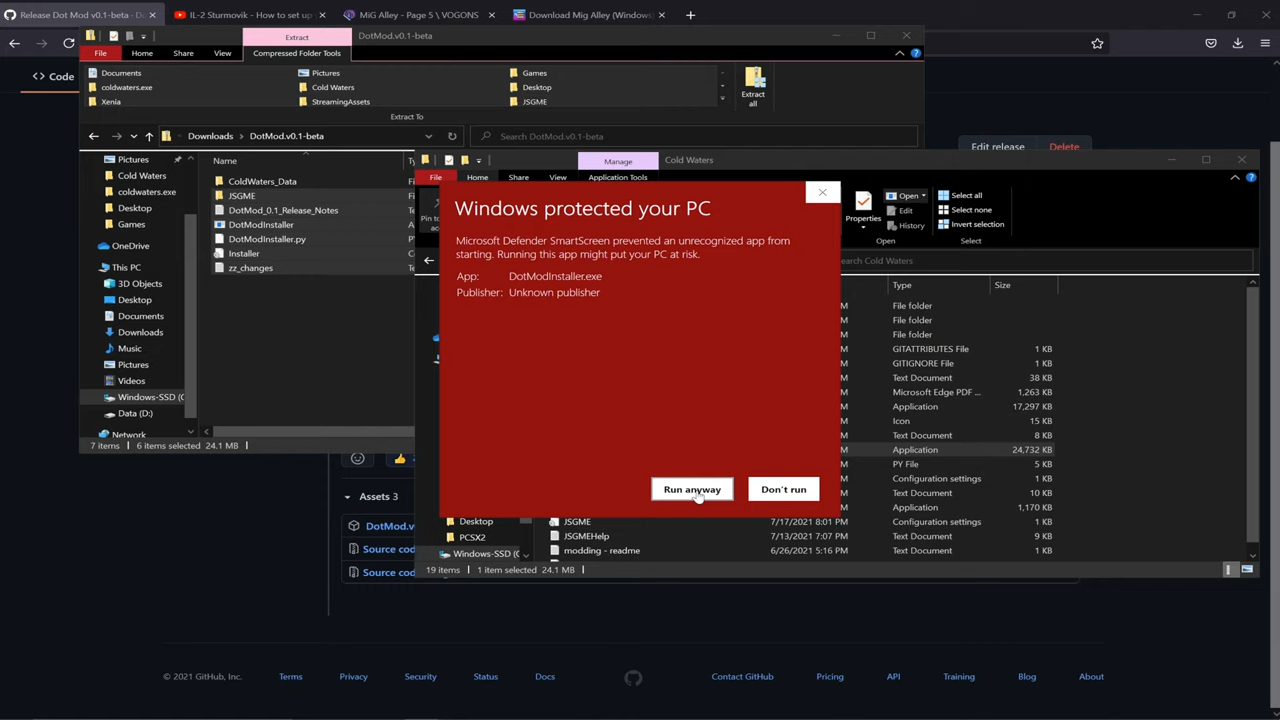 Release Dot Mod v0.1-beta - D
IL-2 Sturmovik - How to set up
MiG Alley - Page 5 \ VOGONS
Download Mig Alley (Windows)
Extract
DotMod.v0.1-beta
File
Home
Share
View
Compressed Folder Tools
<> Code
Documents
Pictures
Games
coldwaters.exe
Cold Waters
Desktop
Xenia
StreamingAssets
JSGME
Extract
all
Extract To
Downloads > DotMod.v0.1-beta
Search DotMod.v0.1-beta
Edit release
Delete
Pictures
Cold Waters
coldwaters.exe
Desktop
Games
OneDrive
This PC
3D Objects
Desktop
Documents
Downloads
Music
Pictures
Videos
Windows-SSD (C
Data (D:)
Network
Name
ColdWaters_Data
JSGME
DotMod_0.1_Release_Notes
DotModInstaller
DotModInstaller.py
Installer
zz_changes
7 items
6 items selected 24.1 MB
Manage
Cold Waters
File
Home
Share
View
Application Tools
Properties
Open
Edit
History
Open
Select all
Select none
Invert selection
Select
Search Cold Waters
Windows protected your PC
Microsoft Defender SmartScreen prevented an unrecognized app from
starting. Running this app might put your PC at risk.
App: DotModInstaller.exe
Publisher: Unknown publisher
Run anyway
Don't run
Type
Size
File folder
File folder
File folder
GITATTRIBUTES File 1 KB
GITIGNORE File 1 KB
Text Document 38 KB
Microsoft Edge PDF ... 1,263 KB
Application 17,297 KB
Icon 15 KB
Text Document 8 KB
Application 24,732 KB
PY File 5 KB
Configuration settings 1 KB
Text Document 10 KB
Application 1,170 KB
JSGME 7/17/2021 8:01 PM Configuration settings 1 KB
JSGMEHelp 7/13/2021 7:07 PM Text Document 9 KB
modding - readme 6/26/2021 5:16 PM Text Document 1 KB
Desktop
PCSX2
Windows-SSD (C
19 items
1 item selected 24.1 MB
Assets 3
DotMod.v
Source cod
Source cod
© 2021 GitHub, Inc.
Terms
Privacy
Security
Status
Docs
Contact GitHub
Pricing
API
Training
Blog
About